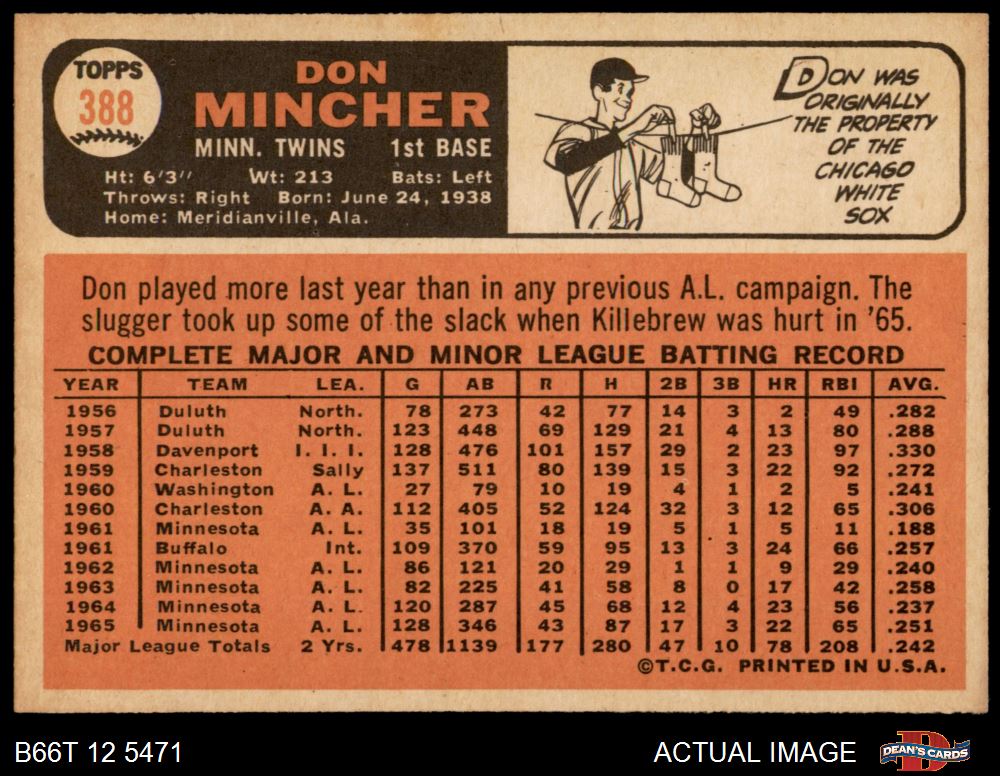 TOPPS
388
DON
MINCHER
MINN. TWINS 1st BASE
Ht: 6'3" Wt: 213 Bats: Left
Throws: Right Born: June 24, 1938
Home: Meridianville, Ala.
DON WAS
ORIGINALLY
THE PROPERTY
OF THE
CHICAGO
WHITE
SOX
Don played more last year than in any previous A.L. campaign. The
slugger took up some of the slack when Killebrew was hurt in '65.
COMPLETE MAJOR AND MINOR LEAGUE BATTING RECORD
YEAR TEAM LEA. G AB R H 2B 3B HR RBI AVG.
1956 Duluth North. 78 273 42 77 14 3 2 49 .282
1957 Duluth North. 123 448 69 129 21 4 13 80 .288
1958 Davenport I. I. I. 128 476 101 157 29 2 23 97 .330
1959 Charleston Sally 137 511 80 139 15 3 22 92 .272
1960 Washington A. L. 27 79 10 19 4 1 2 5 .241
1960 Charleston A. A. 112 405 52 124 32 3 12 65 .306
1961 Minnesota A. L. 35 101 18 19 5 1 5 11 .188
1961 Buffalo Int. 109 370 59 95 13 3 24 66 .257
1962 Minnesota A. L. 86 121 20 29 1 1 9 29 .240
1963 Minnesota A. L. 82 225 41 58 8 0 17 42 .258
1964 Minnesota A. L. 120 287 45 68 12 4 23 56 .237
1965 Minnesota A. L. 128 346 43 87 17 3 22 65 .251
Major League Totals 2 Yrs. 478 1139 177 280 47 10 78 208 .242
©T.C.G. PRINTED IN U.S.A.
B66T 12 5471 ACTUAL IMAGE DEAN'S CARDS